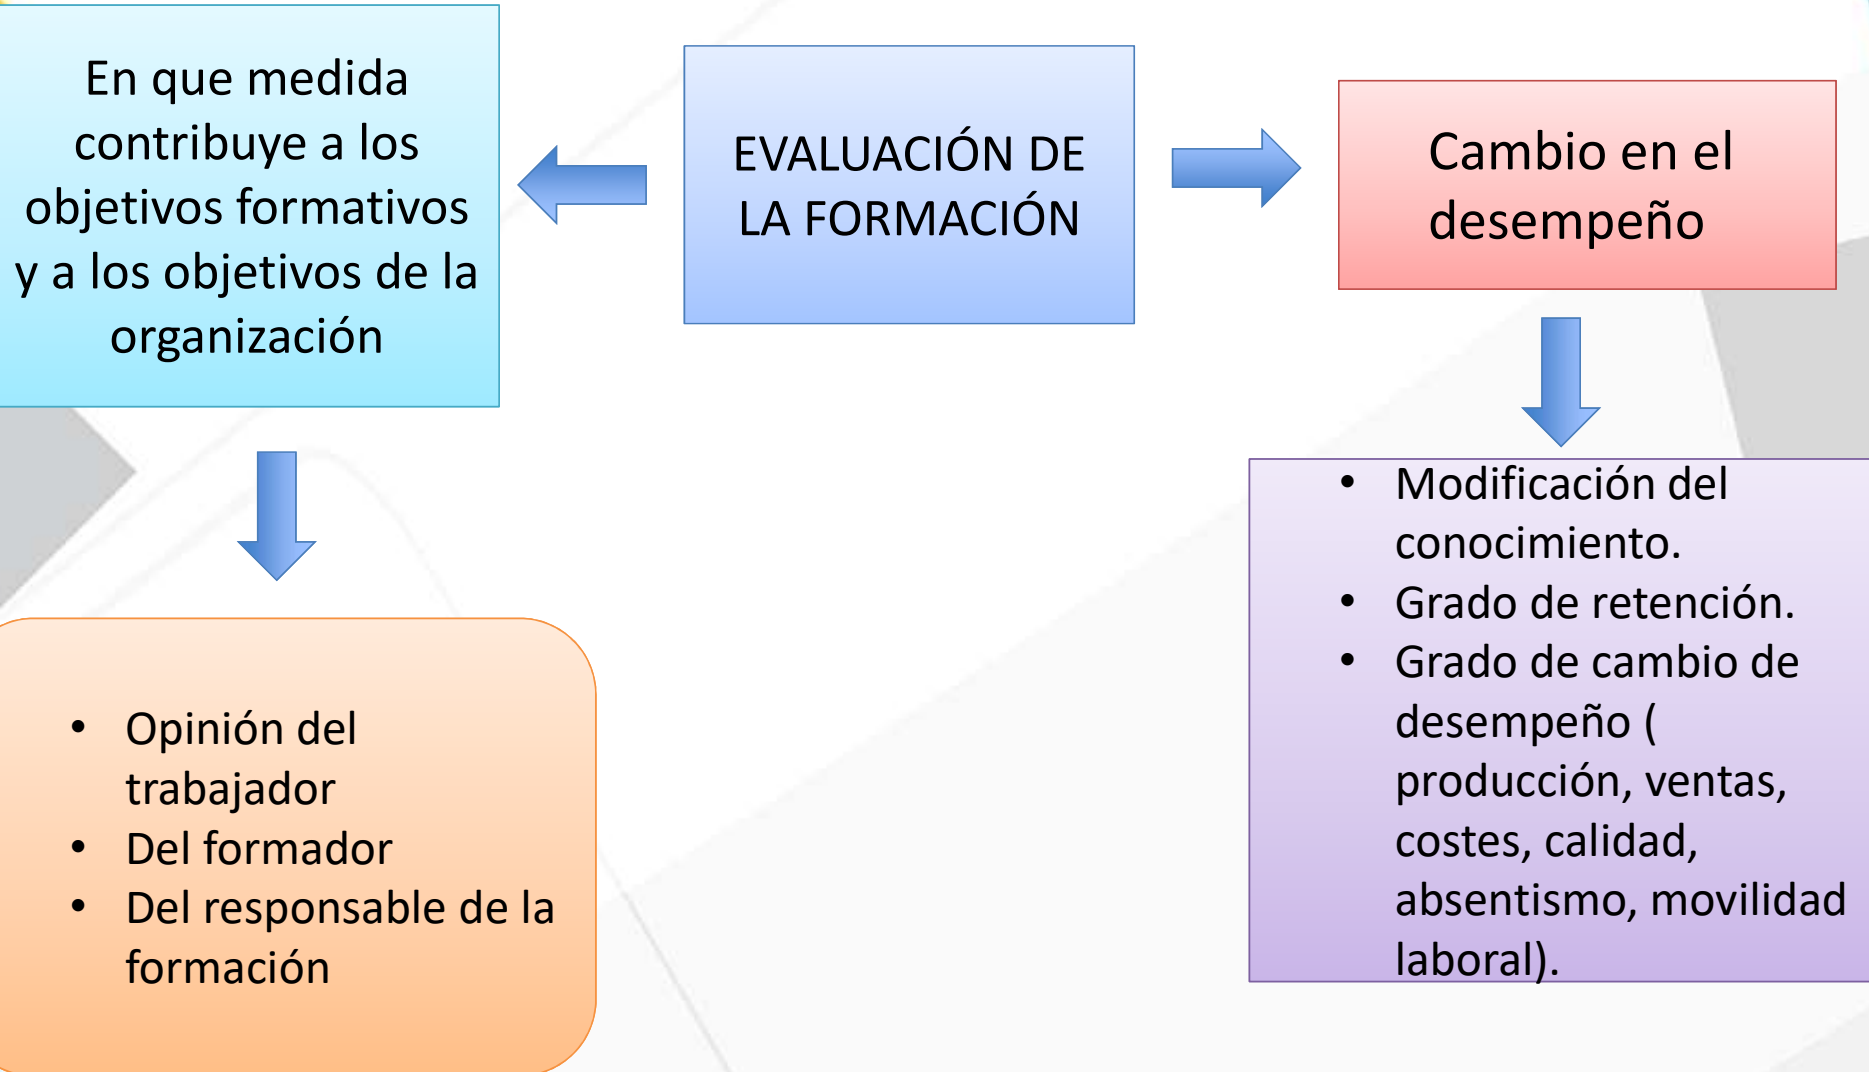 En que medida
contribuye a los
objetivos formativos
y a los objetivos de la
organización
EVALUACIÓN DE
LA FORMACIÓN
Cambio en el
desempeño
• Opinión del
trabajador
• Del formador
• Del responsable de la
formación
• Modificación del
conocimiento.
• Grado de retención.
• Grado de cambio de
desempeño (
producción, ventas,
costes, calidad,
absentismo, movilidad
laboral).